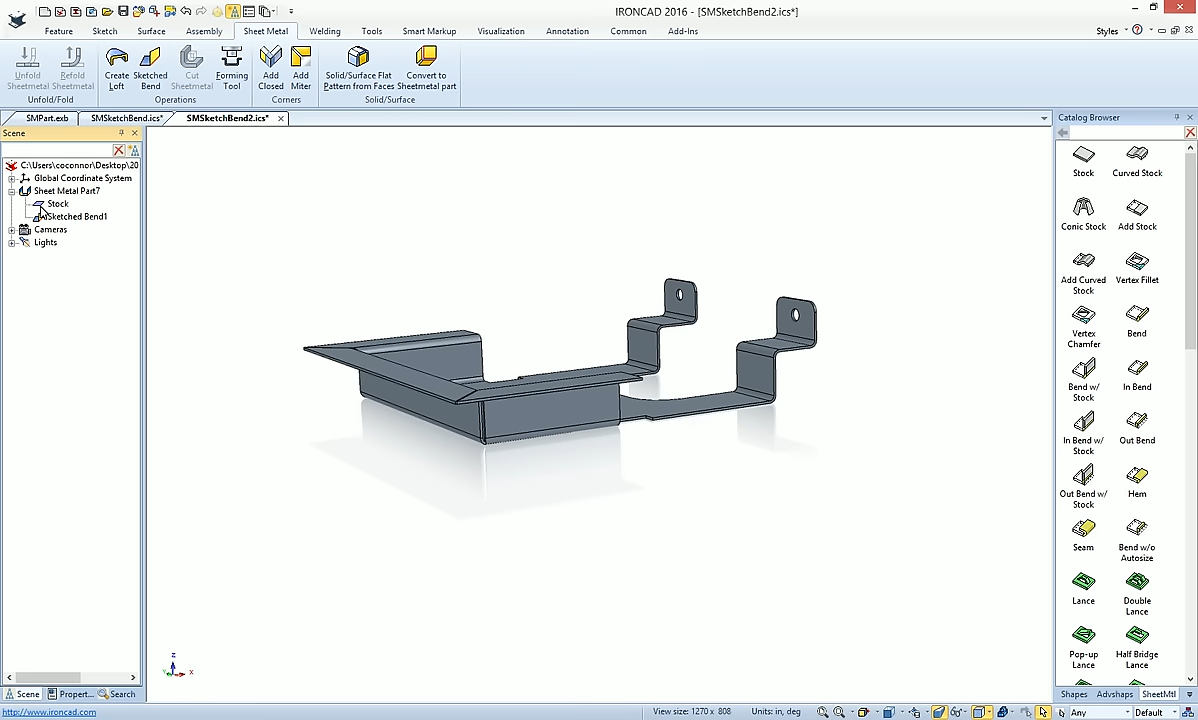 IRONCAD 2016 - [SMSketchBend2.ics*]
Feature Sketch Surface Assembly Sheet Metal Welding Tools Smart Markup Visualization Annotation Common Add-Ins Styles
Unfold Sheetmetal
Refold Sheetmetal
Create Loft
Sketched Bend
Cut Sheetmetal
Forming Tool
Add Closed
Add Miter
Solid/Surface Flat Pattern from Faces
Convert to Sheetmetal part
Unfold/Fold Operations Corners Solid/Surface
SMPart.exb SMSketchBend.ics* SMSketchBend2.ics*
Scene
C:\Users\coconnor\Desktop\20
Global Coordinate System
Sheet Metal Part7
Stock
Sketched Bend1
Cameras
Lights
Z
X
Catalog Browser
Stock Curved Stock
Conic Stock Add Stock
Add Curved Stock
Vertex Fillet
Vertex Chamfer
Bend
Bend w/ Stock
In Bend
In Bend w/ Stock
Out Bend
Out Bend w/ Stock
Hem
Seam
Bend w/o Autosize
Lance
Double Lance
Pop-up Lance
Half Bridge Lance
Scene Propert... Search
Shapes Advshaps SheetMtl
http://www.ironcad.com
View size: 1270 x 808 Units: in, deg
Any Default